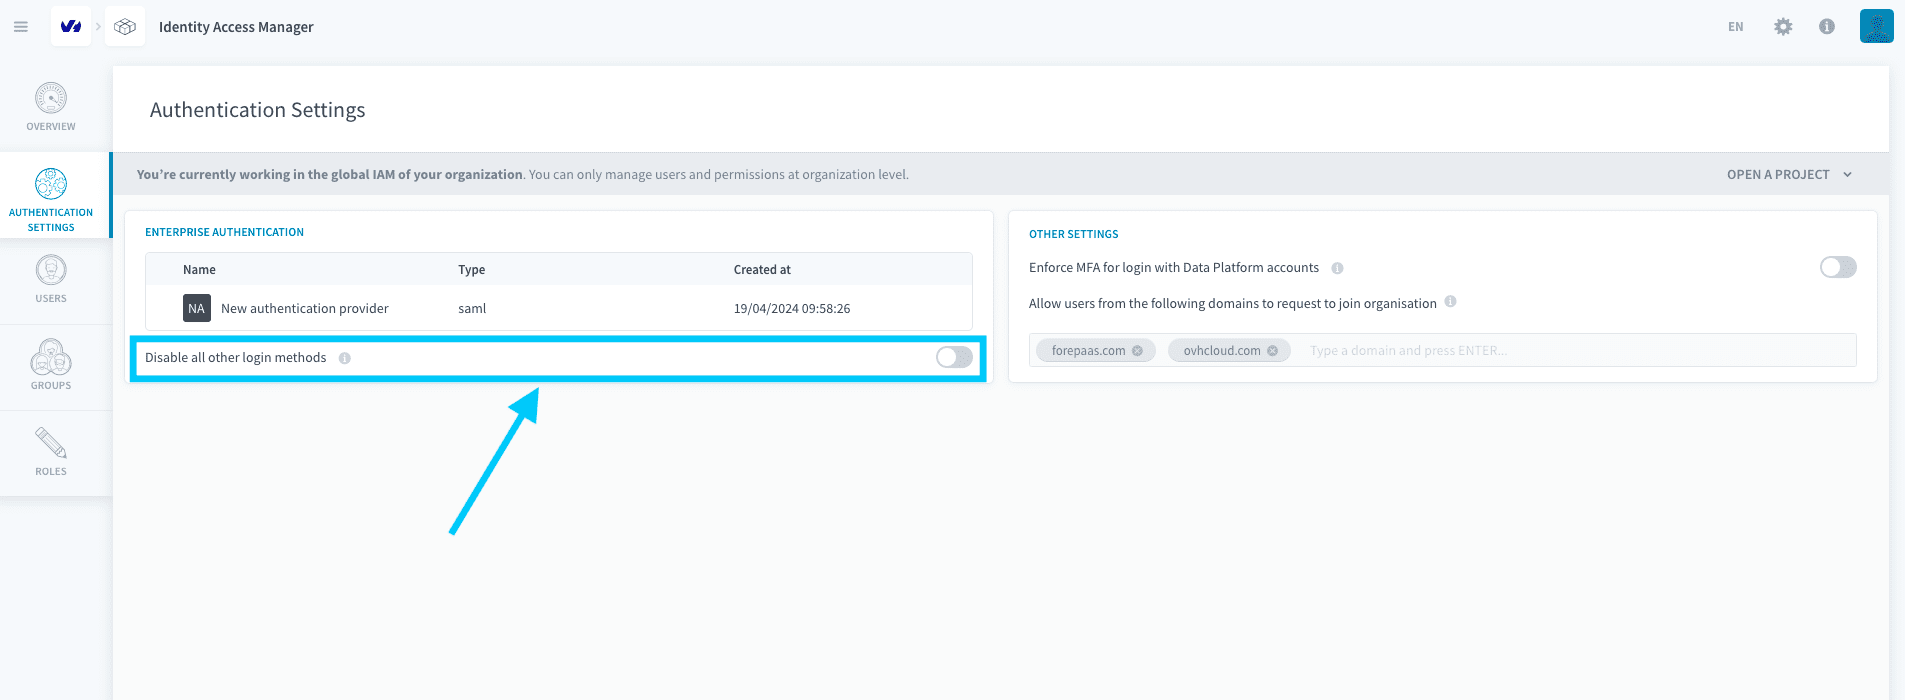 Identity Access Manager
EN
OVERVIEW
AUTHENTICATION
SETTINGS
USERS
GROUPS
ROLES
Authentication Settings
You're currently working in the global IAM of your organization. You can only manage users and permissions at organization level.
OPEN A PROJECT
ENTERPRISE AUTHENTICATION
Name Type Created at
NA New authentication provider saml 19/04/2024 09:58:26
Disable all other login methods
OTHER SETTINGS
Enforce MFA for login with Data Platform accounts
Allow users from the following domains to request to join organisation
forepaas.com ovhcloud.com Type a domain and press ENTER...